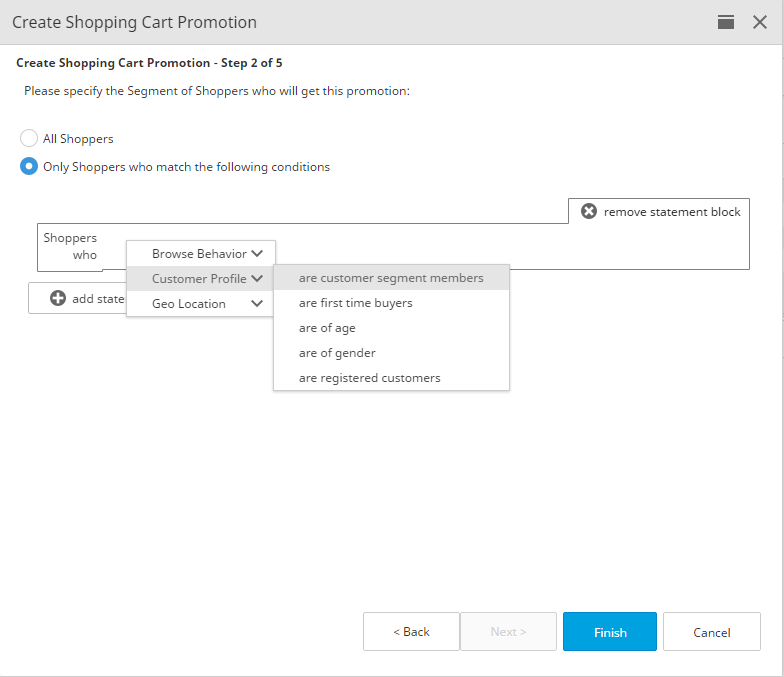 Create Shopping Cart Promotion
Create Shopping Cart Promotion - Step 2 of 5
Please specify the Segment of Shoppers who will get this promotion:
All Shoppers
Only Shoppers who match the following conditions
remove statement block
Shoppers
who
Browse Behavior
Customer Profile
are customer segment members
add state
Geo Location
are first time buyers
are of age
are of gender
are registered customers
< Back
Next >
Finish
Cancel